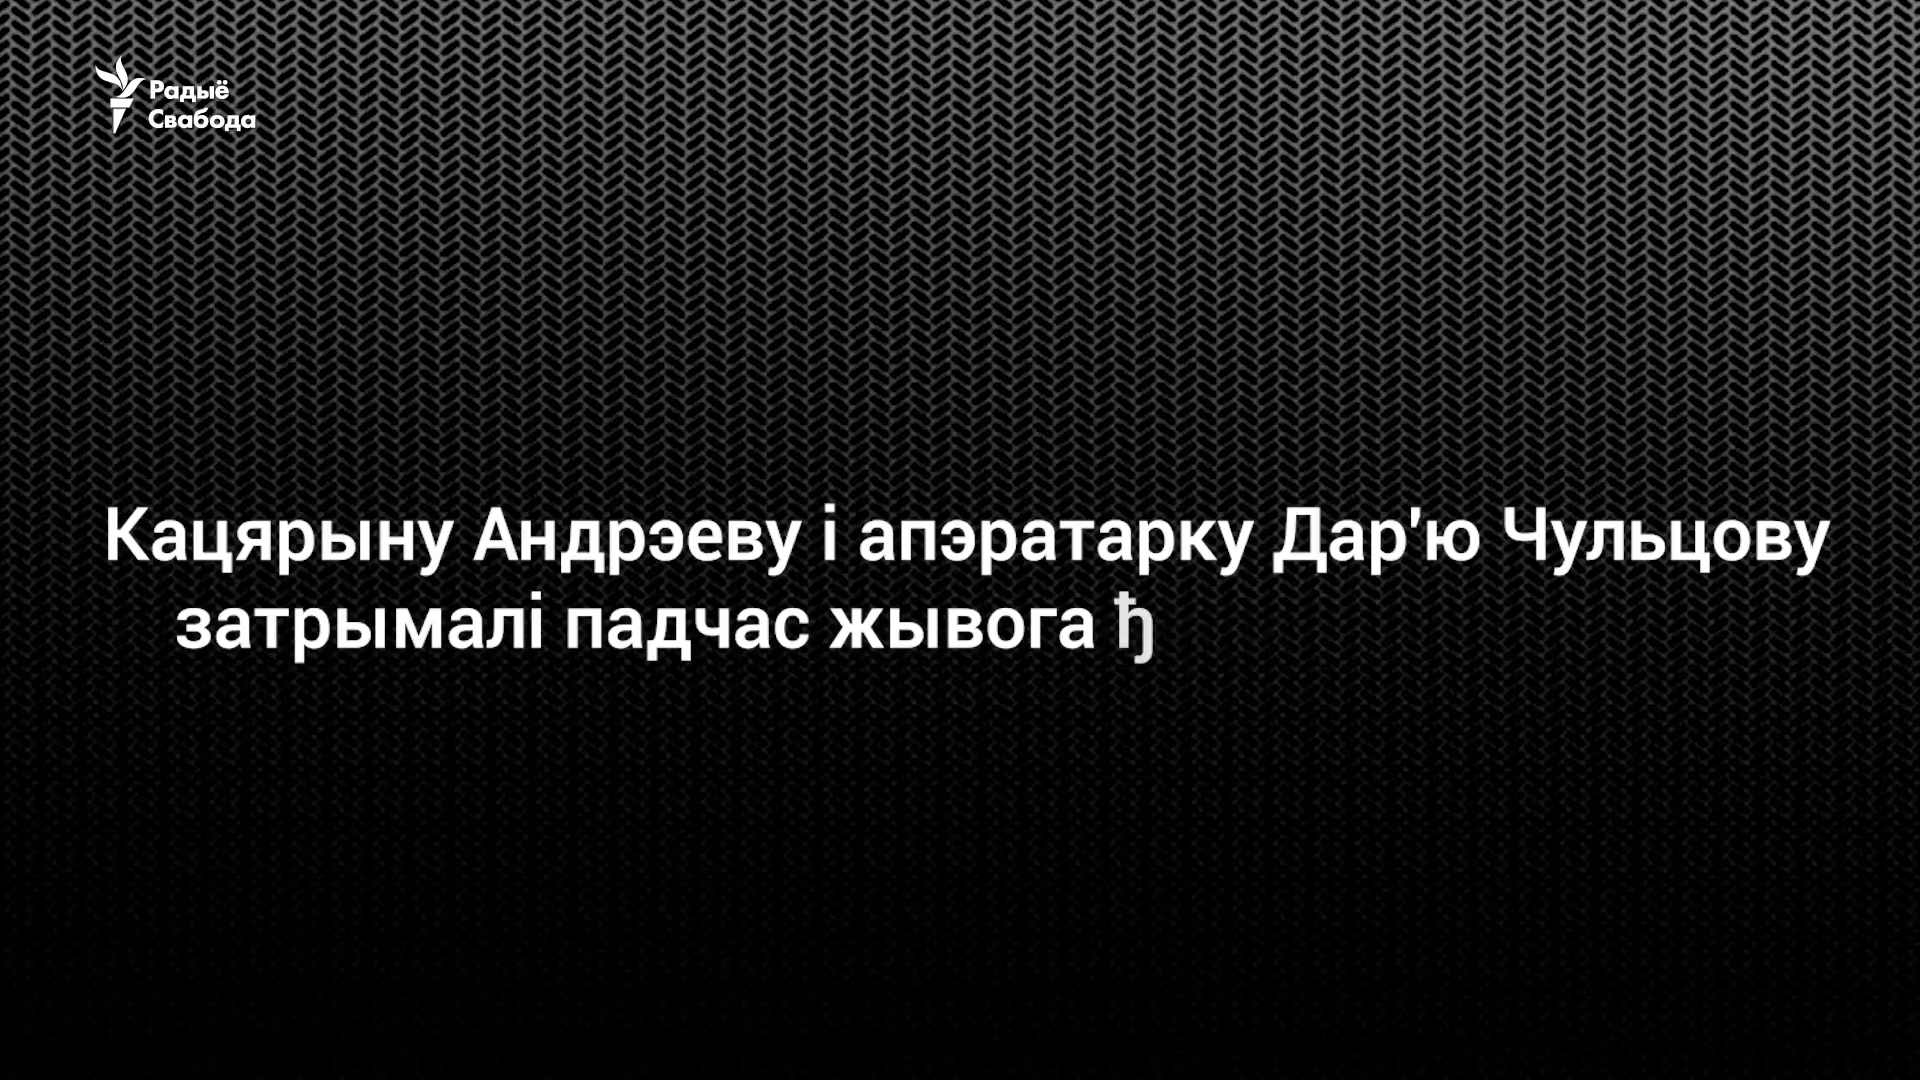 Радыё
Свабода
Кацярыну Андрэеву і апэратарку Дар'ю Чульцову
затрымалі падчас жывога ђ